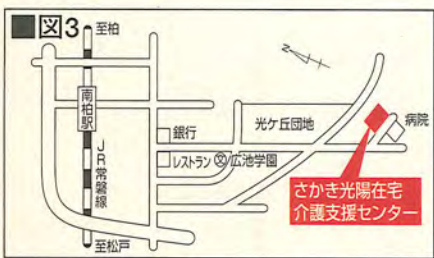 ■図3
至柏
N
南柏駅
JR常磐線
銀行
レストラン
文
広池学園
光ケ丘団地
病院
さかき光陽在宅
介護支援センター
至松戸